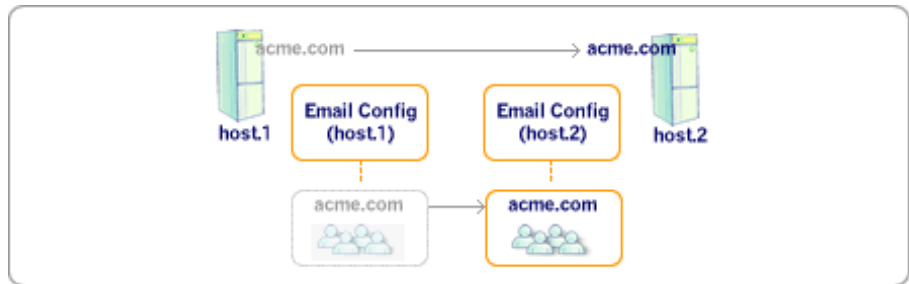 acme.com
acme.com
host.1
Email Config
(host.1)
Email Config
(host.2)
host.2
acme.com
acme.com